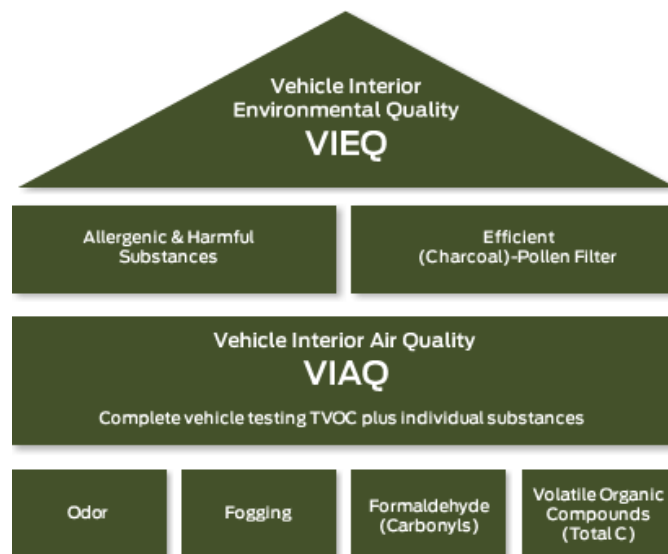 Vehicle Interior
Environmental Quality
VIEQ
Allergenic & Harmful
Substances
Efficient
(Charcoal)-Pollen Filter
Vehicle Interior Air Quality
VIAQ
Complete vehicle testing TVOC plus individual substances
Odor
Fogging
Formaldehyde
(Carbonyls)
Volatile Organic
Compounds
(Total C)